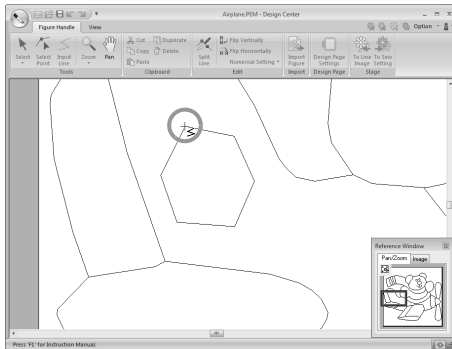 Airplane.PEM - Design Center
Figure Handle View Option
Select Select Point Input Line Zoom Pan
Cut Duplicate
Copy Delete
Paste
Split Line
Flip Vertically
Flip Horizontally
Numerical Setting
Import Figure
Design Page Settings
To Line Image To Sew Setting
Tools Clipboard Edit Import Design Page Stage
Reference Window
Pan/Zoom Image
Press 'F1' for Instruction Manual.